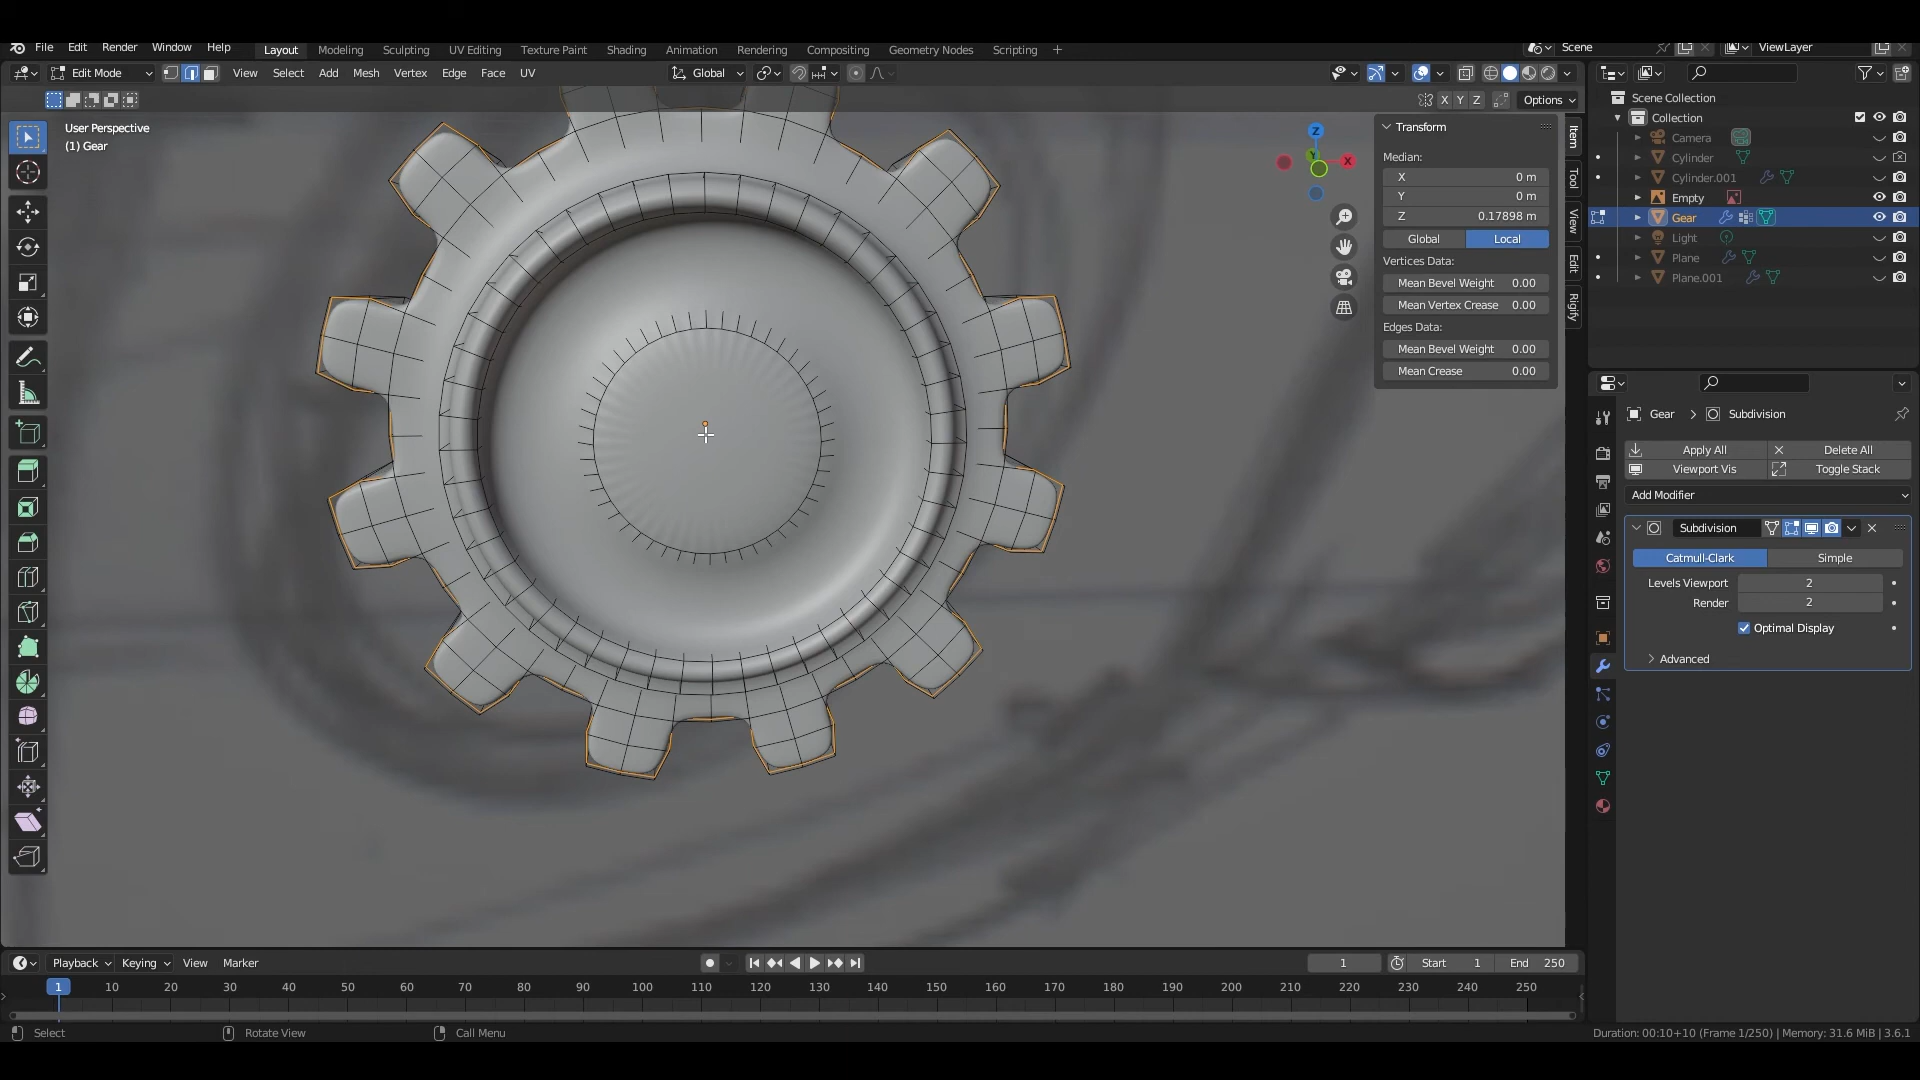 File Edit Render Window Help Layout Modeling Sculpting UV Editing Texture Paint Shading Animation Rendering Compositing Geometry Nodes Scripting + Scene ViewLayer
Edit Mode View Select Add Mesh Vertex Edge Face UV Global
X Y Z Options
User Perspective
(1) Gear
Z
X
Y
Transform
Median:
X 0 m
Y 0 m
Z 0.17898 m
Global Local
Vertices Data:
Mean Bevel Weight 0.00
Mean Vertex Crease 0.00
Edges Data:
Mean Bevel Weight 0.00
Mean Crease 0.00
Item
Tool
View
Edit
Rigify
Scene Collection
Collection
Camera
Cylinder
Cylinder.001
Empty
Gear
Light
Plane
Plane.001
Gear > Subdivision
Apply All Delete All
Viewport Vis Toggle Stack
Add Modifier
Subdivision
Catmull-Clark Simple
Levels Viewport 2
Render 2
Optimal Display
Advanced
Playback Keying View Marker 1 Start 1 End 250
1 10 20 30 40 50 60 70 80 90 100 110 120 130 140 150 160 170 180 190 200 210 220 230 240 250
Select Rotate View Call Menu Duration: 00:10+10 (Frame 1/250) | Memory: 31.6 MiB | 3.6.1